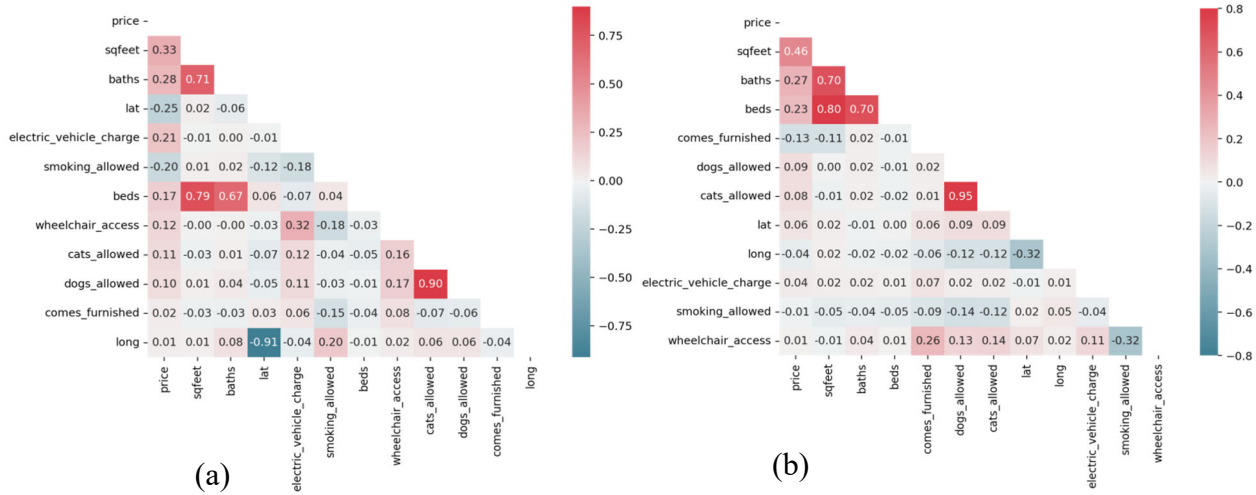 price
sqfeet 0.33
baths 0.28 0.71
lat -0.25 0.02 -0.06
electric_vehicle_charge 0.21 -0.01 0.00 -0.01
smoking_allowed -0.20 0.01 0.02 -0.12 -0.18
beds 0.17 0.79 0.67 0.06 -0.07 0.04
wheelchair_access 0.12 -0.00 -0.00 -0.03 0.32 -0.18 -0.03
cats_allowed 0.11 -0.03 0.01 -0.07 0.12 -0.04 -0.05 0.16
dogs_allowed 0.10 0.01 0.04 -0.05 0.11 -0.03 -0.01 0.17 0.90
comes_furnished 0.02 -0.03 -0.03 0.03 0.06 -0.15 -0.04 0.08 -0.07 -0.06
long 0.01 0.01 0.08 -0.91 -0.04 0.20 -0.01 0.02 0.06 0.06 -0.04
price
sqfeet
baths
lat
electric_vehicle_charge
smoking_allowed
beds
wheelchair_access
cats_allowed
dogs_allowed
comes_furnished
long
0.75
0.50
0.25
0.00
-0.25
-0.50
-0.75
(a)
price
sqfeet 0.46
baths 0.27 0.70
beds 0.23 0.80 0.70
comes_furnished -0.13 -0.11 0.02 -0.01
dogs_allowed 0.09 0.00 0.02 -0.01 0.02
cats_allowed 0.08 -0.01 0.02 -0.02 0.01 0.95
lat 0.06 0.02 -0.01 0.00 0.06 0.09 0.09
long -0.04 0.02 -0.02 -0.02 -0.06 -0.12 -0.12 -0.32
electric_vehicle_charge 0.04 0.02 0.02 0.01 0.07 0.02 0.02 -0.01 0.01
smoking_allowed -0.01 -0.05 -0.04 -0.05 -0.09 -0.14 -0.12 0.02 0.05 -0.04
wheelchair_access 0.01 -0.01 0.04 0.01 0.26 0.13 0.14 0.07 0.02 0.11 -0.32
price
sqfeet
baths
beds
comes_furnished
dogs_allowed
cats_allowed
lat
long
electric_vehicle_charge
smoking_allowed
wheelchair_access
0.8
0.6
0.4
0.2
0.0
-0.2
-0.4
-0.6
-0.8
(b)